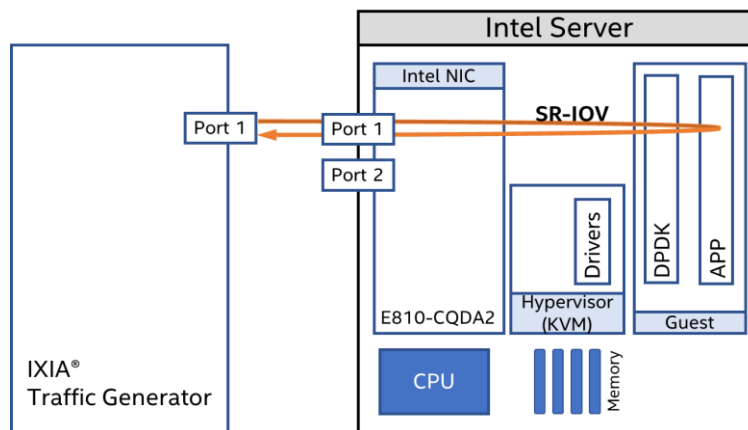 Intel Server
Intel NIC
SR-IOV
Port 1
Port 1
Port 2
DPDK
APP
Drivers
E810-CQDA2
Hypervisor
(KVM)
Guest
IXIA®
Traffic Generator
CPU
Memory